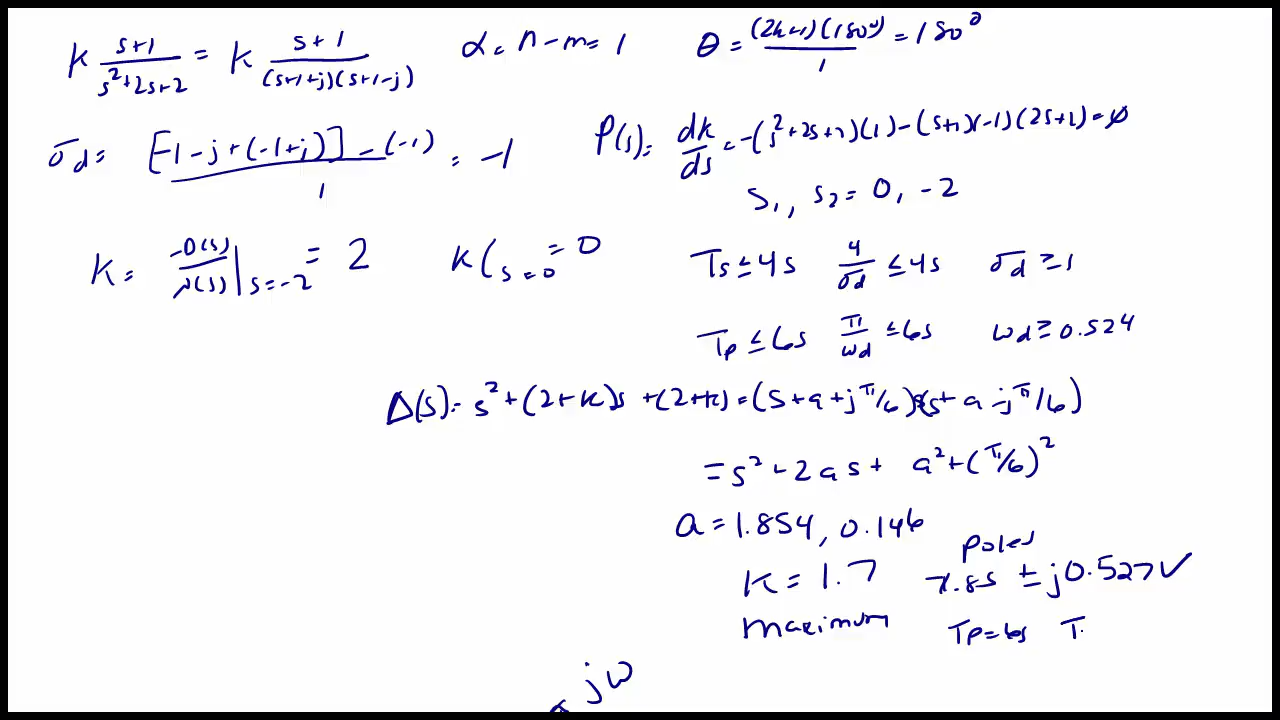 K (s+1)/(s²+2s+2) = K (s+1)/((s+1+j)(s+1-j)) α = n-m = 1 θ = (2k+1)(180°)/1 = 180°
σd = ([-1-j+(-1+j)] - (-1))/1 = -1 P(s) = dk/ds = -(s²+2s+2)(1) - (s+1)(-1)(2s+2) = 0
s₁, s₂ = 0, -2
K = -D(s)/N(s) |s=-2 = 2 K(s=0 = 0 Ts ≤ 4s 4/σd ≤ 4s σd ≥ 1
Tp ≤ 6s π/ωd ≤ 6s ωd ≥ 0.524
Δ(s) = s²+(2+K)s+(2+K) = (s+a+jπ/6)(s+a-jπ/6)
= s²+2as+ a²+(π/6)²
a = 1.854, 0.146
poles
K = 1.7 1.85 ± j0.527 ✓
maximum Tp=6s T.
jω